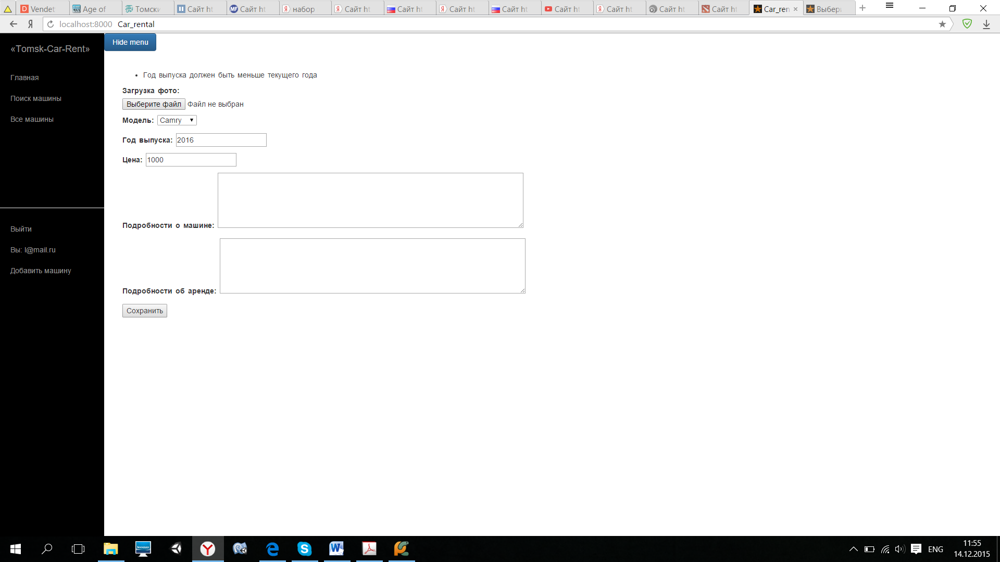 Vendet
Age of
Томски
Сайт ht
Сайт ht
набор
Сайт ht
Сайт ht
Сайт ht
Сайт ht
Сайт ht
Сайт ht
Сайт ht
Сайт ht
Car_ren
Выбери
localhost:8000 Car_rental
«Tomsk-Car-Rent»
Главная
Поиск машины
Все машины
Выйти
Вы: l@mail.ru
Добавить машину
Hide menu
Год выпуска должен быть меньше текущего года
Загрузка фото:
Выберите файл Файл не выбран
Модель: Camry
Год выпуска: 2016
Цена: 1000
Подробности о машине:
Подробности об аренде:
Сохранить
ENG
11:55
14.12.2015